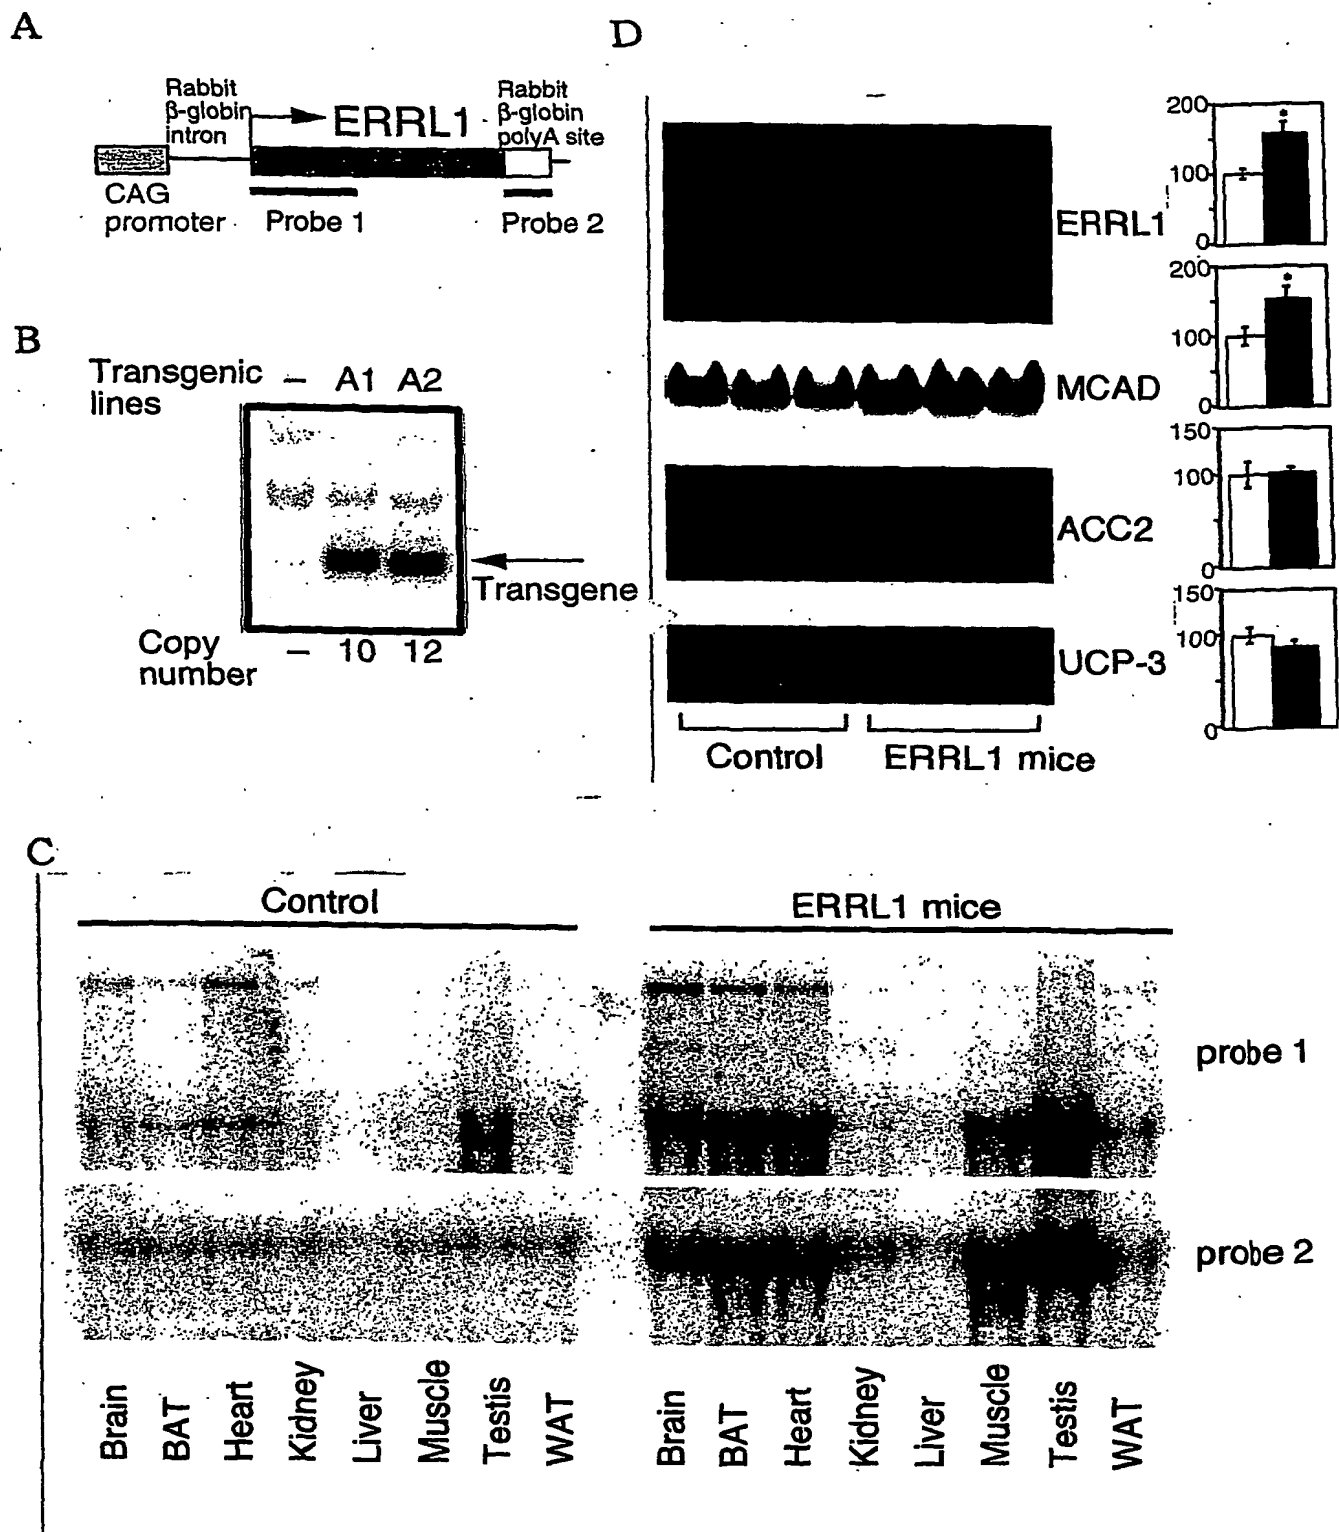 A
Rabbit
β-globin
intron
ERRL1
Rabbit
β-globin
polyA site
CAG
promoter
Probe 1
Probe 2
B
Transgenic
lines
– A1 A2
Transgene
Copy
number
– 10 12
D
ERRL1
200
*
100
0
MCAD
200
*
100
0
ACC2
150
100
0
UCP-3
150
100
0
Control
ERRL1 mice
C
Control
ERRL1 mice
probe 1
probe 2
Brain
BAT
Heart
Kidney
Liver
Muscle
Testis
WAT
Brain
BAT
Heart
Kidney
Liver
Muscle
Testis
WAT